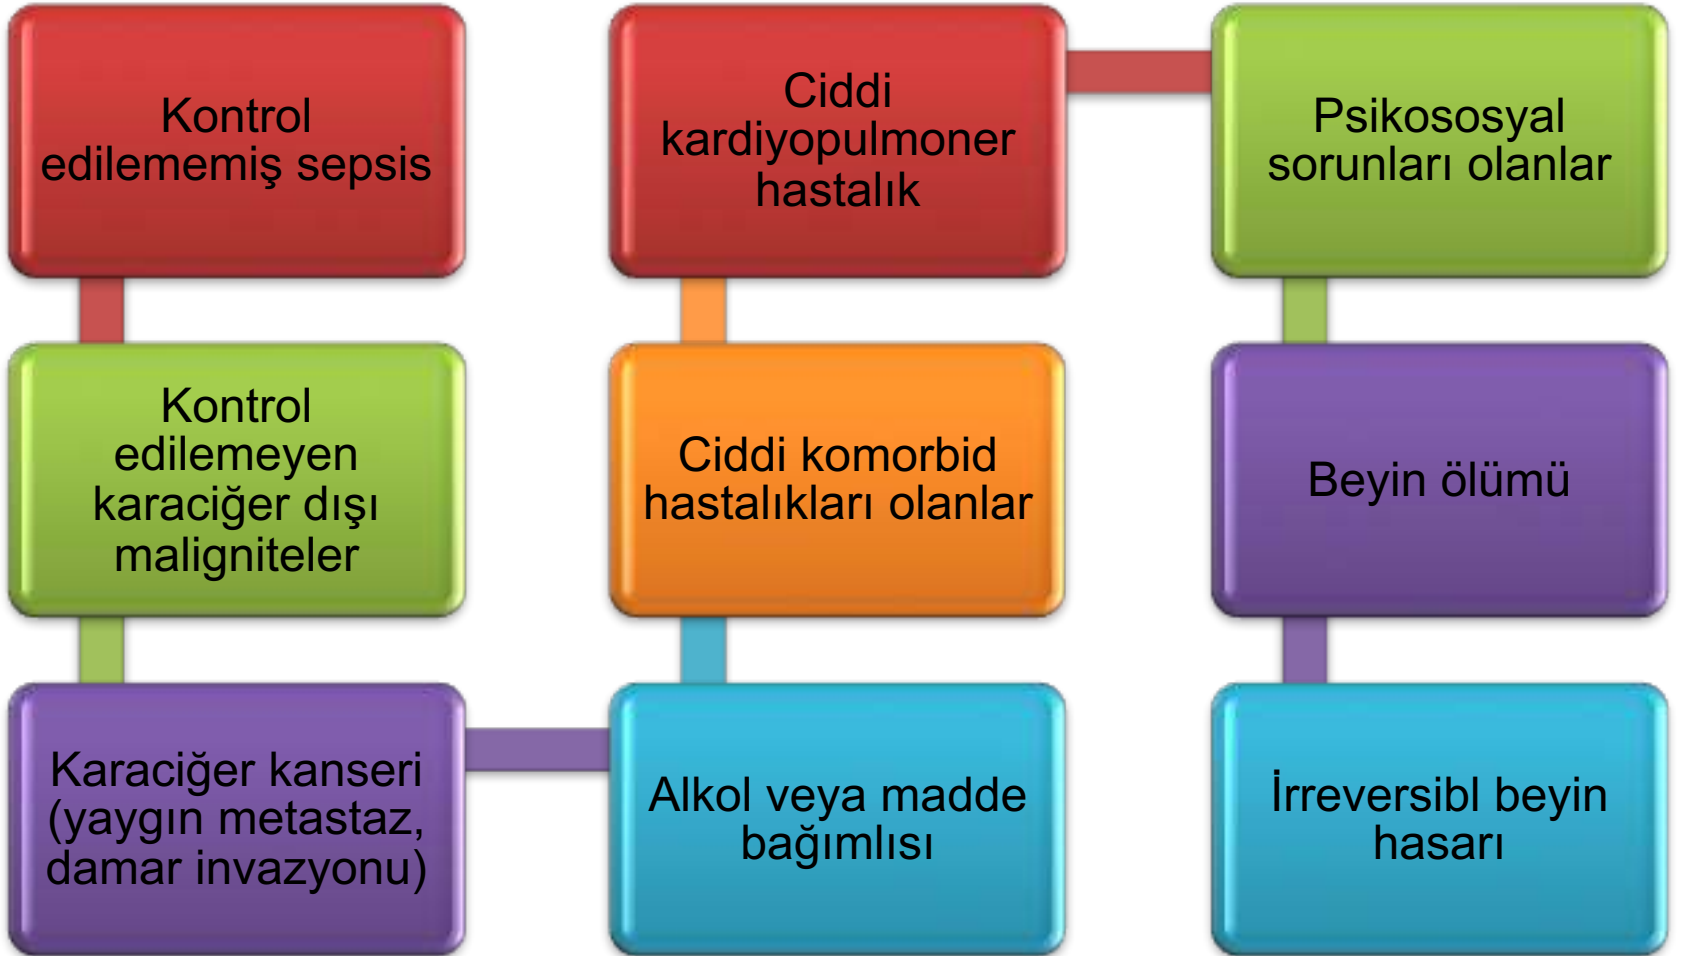 Kontrol
edilememiş sepsis
Kontrol
edilemeyen
karaciğer dışı
maligniteler
Karaciğer kanseri
(yaygın metastaz,
damar invazyonu)
Alkol veya madde
bağımlısı
Ciddi komorbid
hastalıkları olanlar
Ciddi
kardiyopulmoner
hastalık
Psikososyal
sorunları olanlar
Beyin ölümü
İrreversibl beyin
hasarı